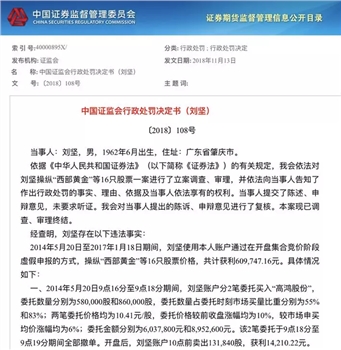 中国证券监督管理委员会
CHINA SECURITIES REGULATORY COMMISSION
证券期货监督管理信息公开目录
索 引 号:40000895X/
分类:行政处罚 ; 行政处罚决定
发布机构:证监会
发文日期:2018年11月13日
名 称:中国证监会行政处罚决定书(刘坚)
文 号:〔2018〕108号
主 题 词:
中国证监会行政处罚决定书(刘坚)
〔2018〕108号
当事人:刘坚,男,1962年6月出生,住址:广东省肇庆市。
依据《中华人民共和国证券法》(以下简称《证券法》)的有关规定,我会依法对
刘坚操纵“西部黄金”等16只股票一案进行了立案调查、审理,并依法向当事人告知了
作出行政处罚的事实、理由、依据及当事人依法享有的权利。当事人提交了陈述、申
辩意见,未要求听证。我会对当事人提出的陈诉、申辩意见进行了复核。本案现已调
查、审理终结。
经查明,刘坚存在以下违法事实:
2014年5月20日至2017年1月18日期间,刘坚使用本人账户通过在开盘集合竞价阶段
虚假申报的方式,操纵“西部黄金”等16只股票价格,共计获利609,747.16元。具体情况
如下:
一、2014年5月20日9点16分至9点18分期间,刘坚账户分2笔委托买入“高鸿股份”,
委托数量分别为580,000股和860,000股,委托数量占委托时刻市场买量比重分别为55%
和83%;两笔委托价格均为10.41元/股,委托价格较前收盘涨幅均为10%,较市场申买
均价涨幅均为6%;委托金额分别为6,037,800元和8,952,600元。该2笔委托于9点18分至
9点19分期间全部撤单。开盘后,刘坚10点前卖出131,840股,获利14,210.22元。